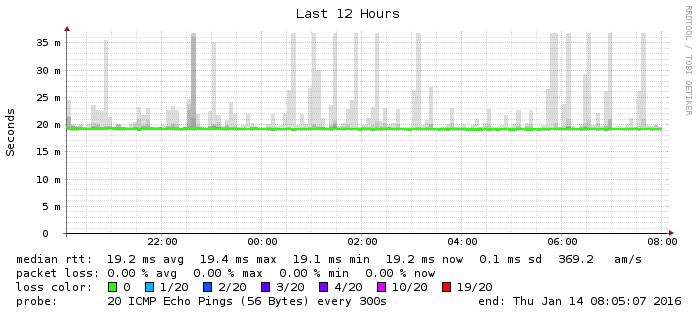 Last 12 Hours
RRDTOOL / TOBI OETIKER
Seconds
35 m
30 m
25 m
20 m
15 m
10 m
5 m
0
22:00 00:00 02:00 04:00 06:00 08:00
median rtt: 19.2 ms avg 19.4 ms max 19.1 ms min 19.2 ms now 0.1 ms sd 369.2 am/s
packet loss: 0.00 % avg 0.00 % max 0.00 % min 0.00 % now
loss color: 0 1/20 2/20 3/20 4/20 10/20 19/20
probe: 20 ICMP Echo Pings (56 Bytes) every 300s end: Thu Jan 14 08:05:07 2016